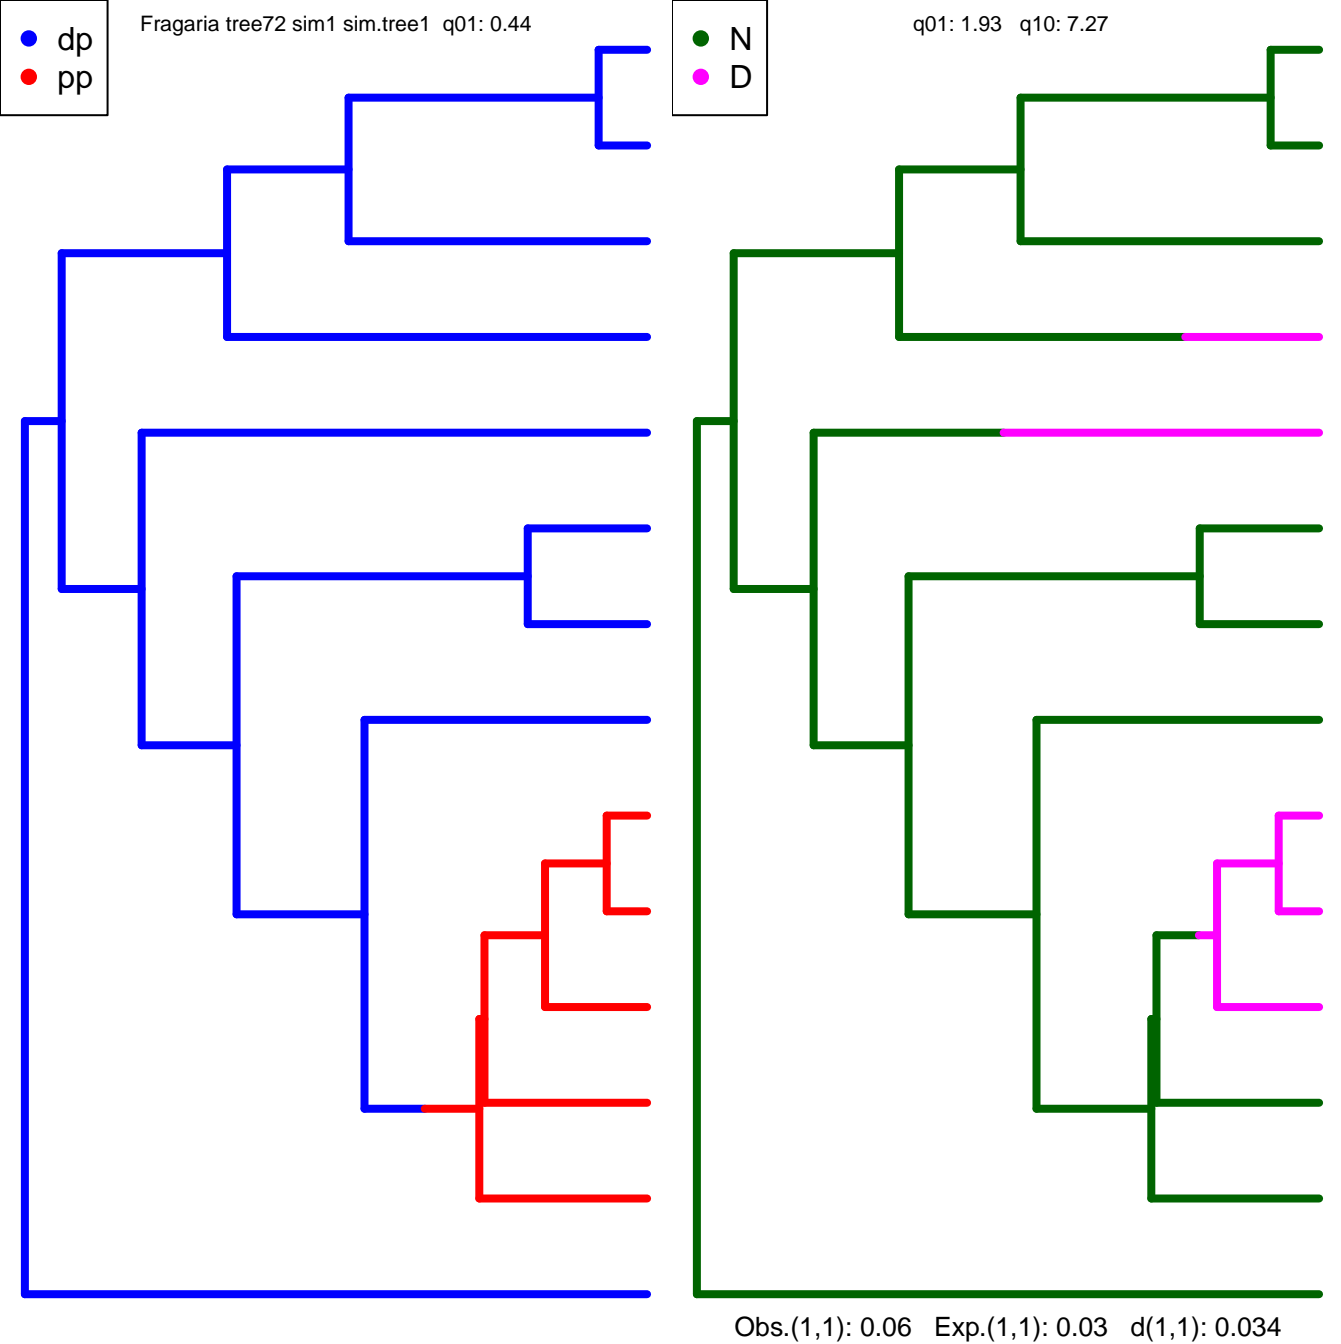 Fragaria tree72 sim1 sim.tree1  q01: 0.44
dp
pp
q01: 1.93   q10: 7.27
N
D
Obs.(1,1): 0.06   Exp.(1,1): 0.03   d(1,1): 0.034